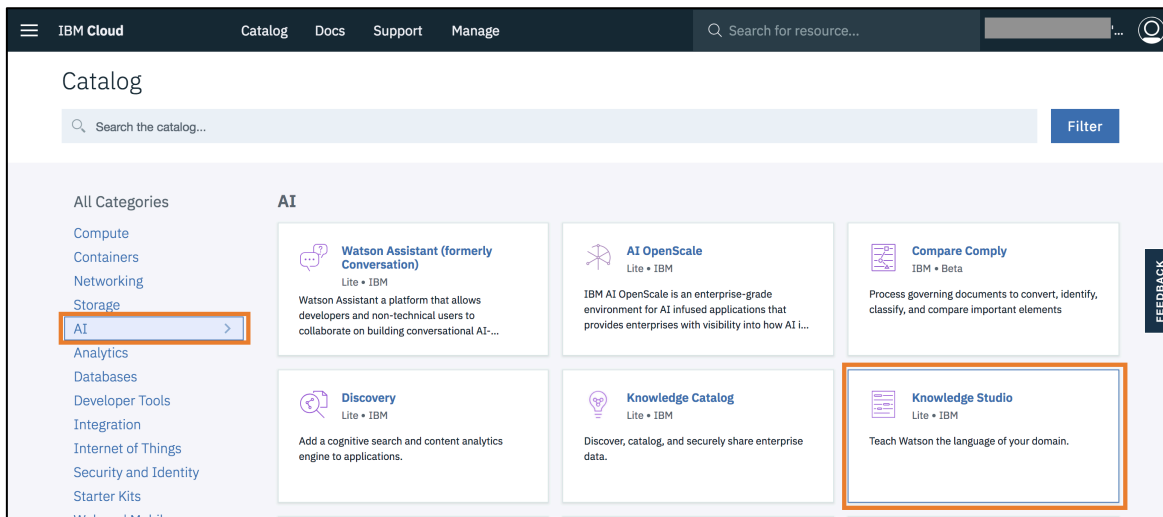 IBM Cloud Catalog Docs Support Manage Search for resource... '...
Catalog
Search the catalog...
Filter
All Categories
Compute
Containers
Networking
Storage
AI
Analytics
Databases
Developer Tools
Integration
Internet of Things
Security and Identity
Starter Kits
AI
Watson Assistant (formerly
Conversation)
Lite • IBM
Watson Assistant a platform that allows
developers and non-technical users to
collaborate on building conversational AI-...
AI OpenScale
Lite • IBM
IBM AI OpenScale is an enterprise-grade
environment for AI infused applications that
provides enterprises with visibility into how AI i...
Compare Comply
IBM • Beta
Process governing documents to convert, identify,
classify, and compare important elements
Discovery
Lite • IBM
Add a cognitive search and content analytics
engine to applications.
Knowledge Catalog
Lite • IBM
Discover, catalog, and securely share enterprise
data.
Knowledge Studio
Lite • IBM
Teach Watson the language of your domain.
FEEDBACK